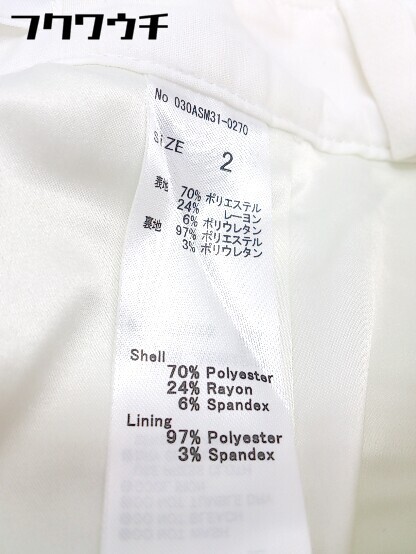 フクワウチ
No 030ASM31-0270
SIZE 2
表地 70% ポリエステル
24% レーヨン
6% ポリウレタン
裏地 97% ポリエステル
3% ポリウレタン
Shell
70% Polyester
24% Rayon
6% Spandex
Lining
97% Polyester
3% Spandex